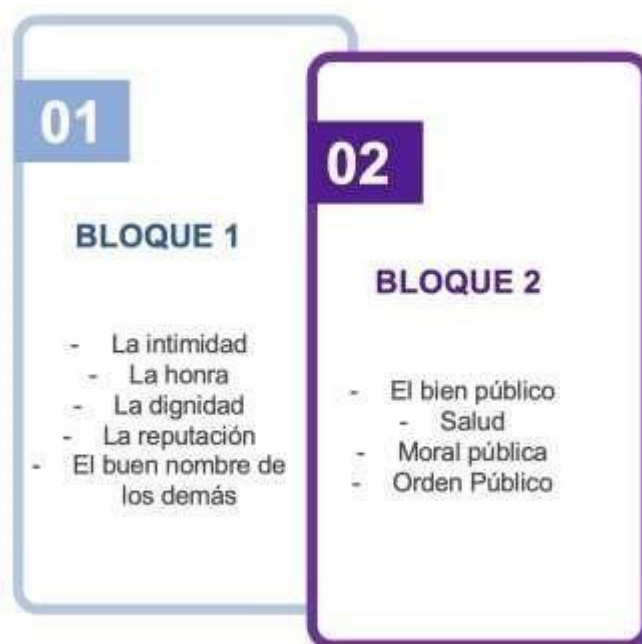 01
BLOQUE 1
- La intimidad
- La honra
- La dignidad
- La reputación
- El buen nombre de
los demás
02
BLOQUE 2
- El bien público
- Salud
- Moral pública
- Orden Público